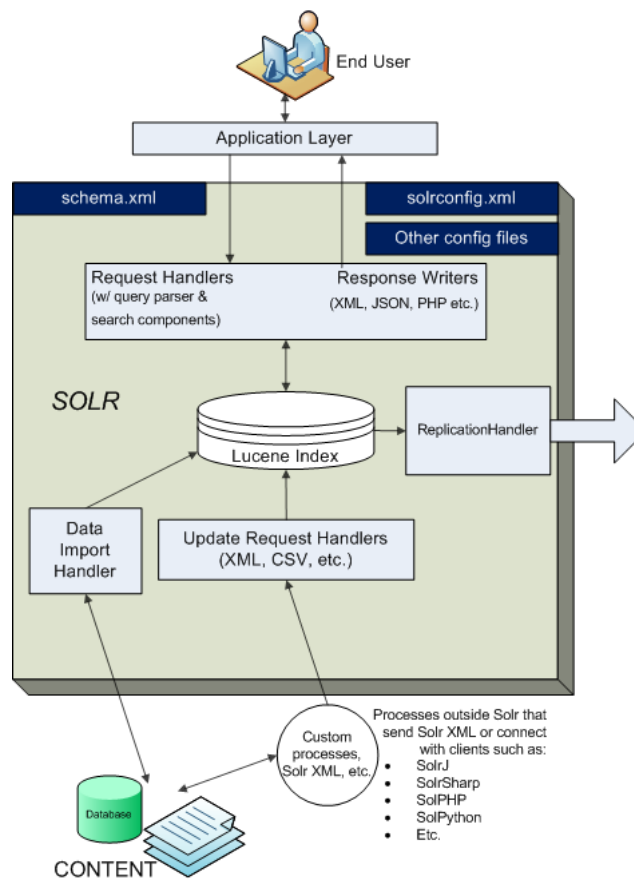 End User
Application Layer
schema.xml
solrconfig.xml
Other config files
Request Handlers
(w/ query parser &
search components)
Response Writers
(XML, JSON, PHP etc.)
SOLR
Lucene Index
ReplicationHandler
Data
Import
Handler
Update Request Handlers
(XML, CSV, etc.)
Custom
processes,
Solr XML, etc.
Processes outside Solr that
send Solr XML or connect
with clients such as:
• SolrJ
• SolrSharp
• SolPHP
• SolPython
• Etc.
Database
CONTENT